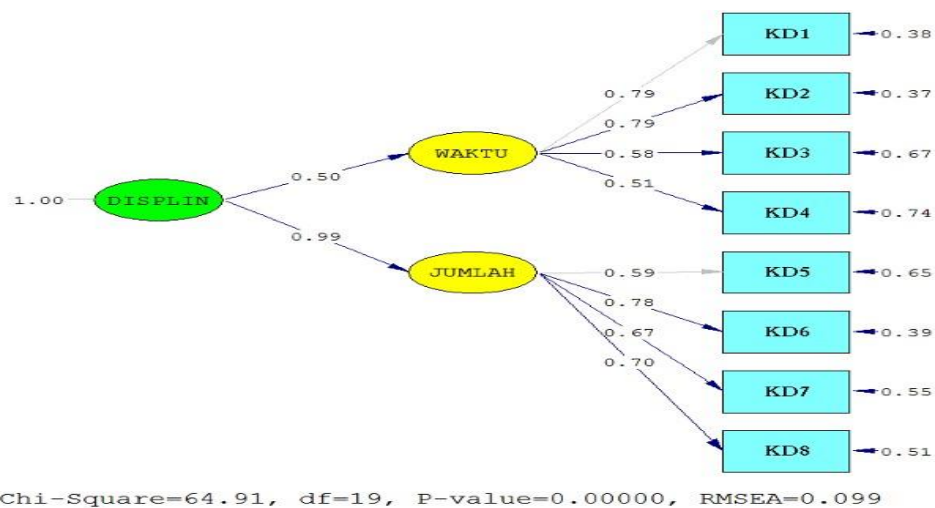 KD1
0.38
0.79
KD2
0.37
0.79
WAKTU
0.58
KD3
0.67
0.50
0.51
1.00
DISPLIN
KD4
0.74
0.99
JUMLAH
0.59
KD5
0.65
0.78
0.67
KD6
0.39
0.70
KD7
0.55
KD8
0.51
Chi-Square=64.91, df=19, P-value=0.00000, RMSEA=0.099